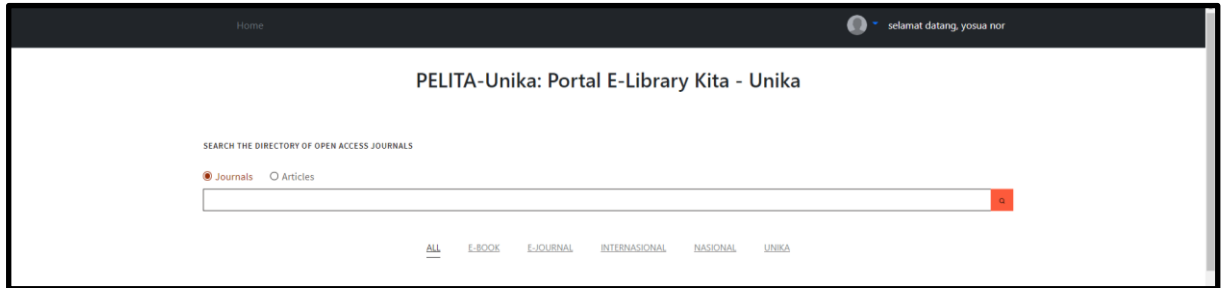 Home selamat datang, yosua nor
PELITA-Unika: Portal E-Library Kita - Unika
SEARCH THE DIRECTORY OF OPEN ACCESS JOURNALS
Journals Articles
ALL E-BOOK E-JOURNAL INTERNASIONAL NASIONAL UNIKA